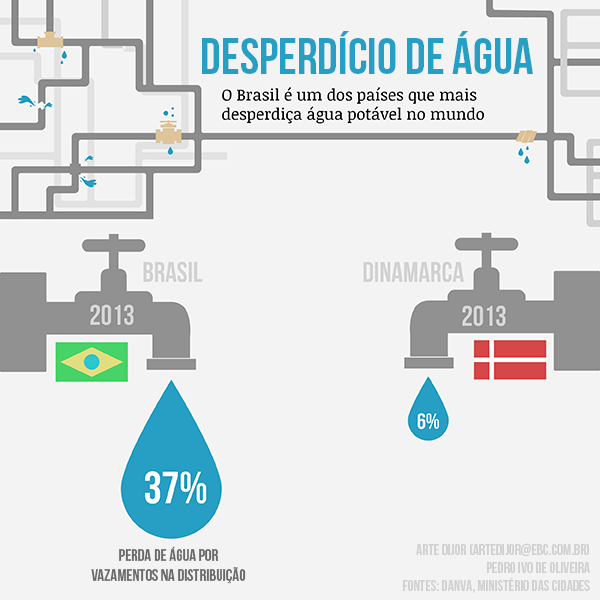 DESPERDÍCIO DE ÁGUA
O Brasil é um dos países que mais
desperdiça água potável no mundo
BRASIL
2013
DINAMARCA
2013
37%
6%
PERDA DE ÁGUA POR
VAZAMENTOS NA DISTRIBUIÇÃO
ARTE DIJOR (ARTEDIJOR@EBC.COM.BR)
PEDRO IVO DE OLIVEIRA
FONTES: DANVA, MINISTÉRIO DAS CIDADES